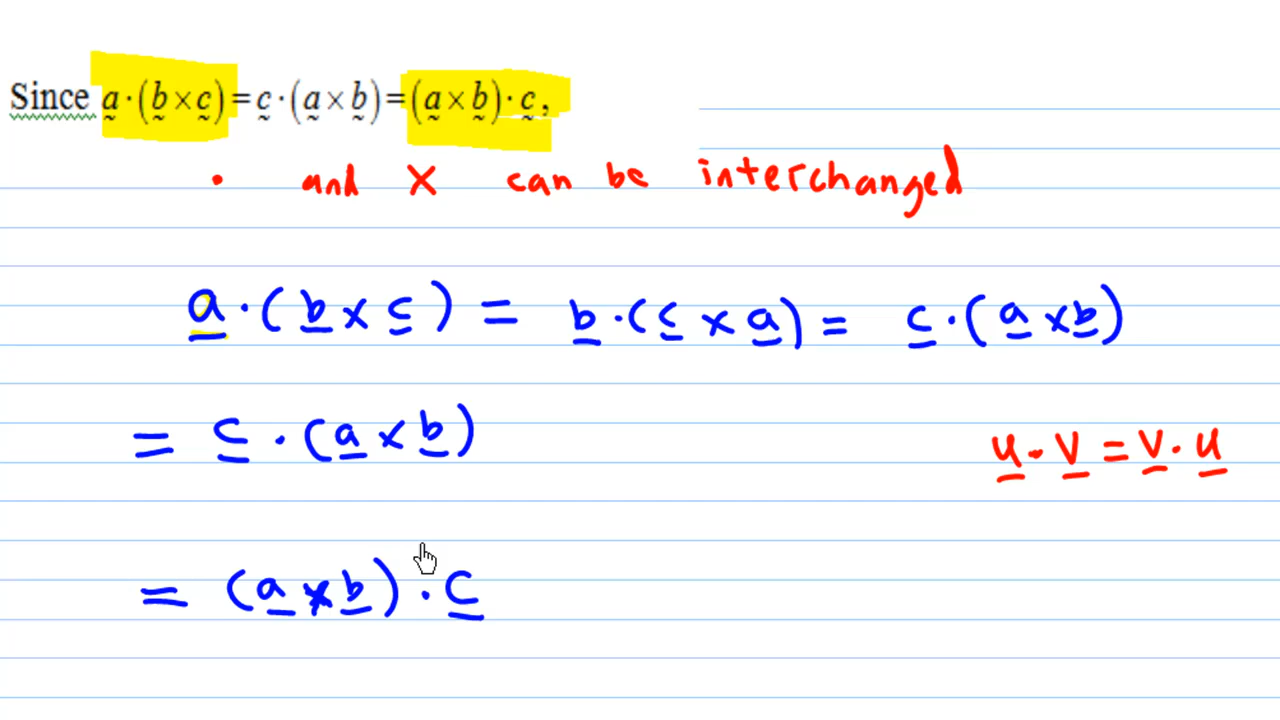 Since a · (b × c) = c · (a × b) = (a × b) · c ,
· and × can be interchanged
a · (b × c) = b · (c × a) = c · (a × b)
= c · (a × b)
u · v = v · u
= (a × b) · c